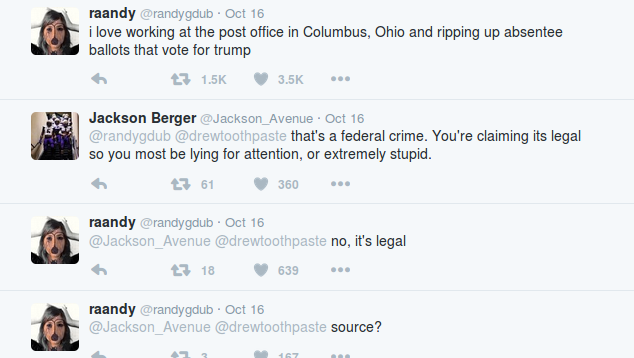 raandy @randygdub · Oct 16
i love working at the post office in Columbus, Ohio and ripping up absentee
ballots that vote for trump
1.5K 3.5K
Jackson Berger @Jackson_Avenue · Oct 16
@randygdub @drewtoothpaste that's a federal crime. You're claiming its legal
so you most be lying for attention, or extremely stupid.
61 360
raandy @randygdub · Oct 16
@Jackson_Avenue @drewtoothpaste no, it's legal
18 639
raandy @randygdub · Oct 16
@Jackson_Avenue @drewtoothpaste source?
3 167